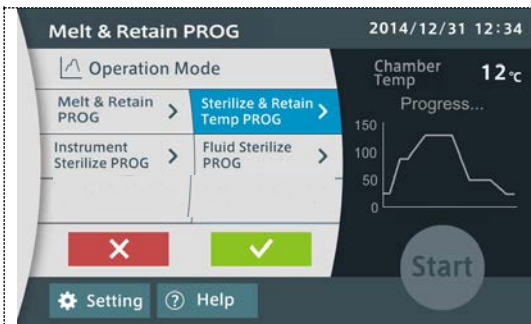 Melt & Retain PROG
2014/12/31 12:34
Operation Mode
Melt & Retain
PROG
Sterilize & Retain
Temp PROG
Instrument
Sterilize PROG
Fluid Sterilize
PROG
Setting
? Help
Chamber
Temp
12℃
Progress...
150
100
50
0
Start